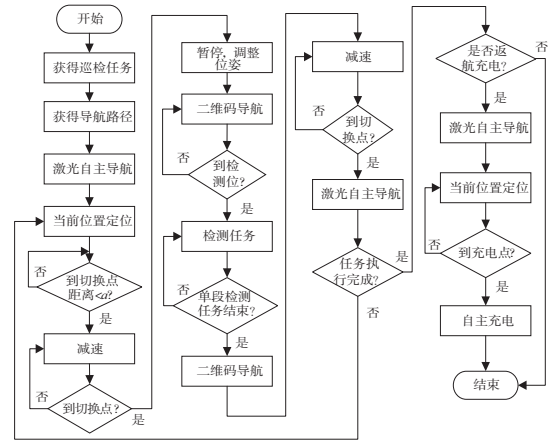 开始
获得巡检任务
获得导航路径
激光自主导航
当前位置定位
否
到切换点
距离<a?
是
减速
否
到切换点?
是
暂停,调整
位姿
二维码导航
否
到检
测位?
是
检测任务
否
单段检测
任务结束?
是
二维码导航
减速
否
到切
换点?
是
激光自主导航
任务执
行完成?
是
否
是否返
航充电?
否
是
激光自主导航
当前位置定位
否
到充电点?
是
自主充电
结束